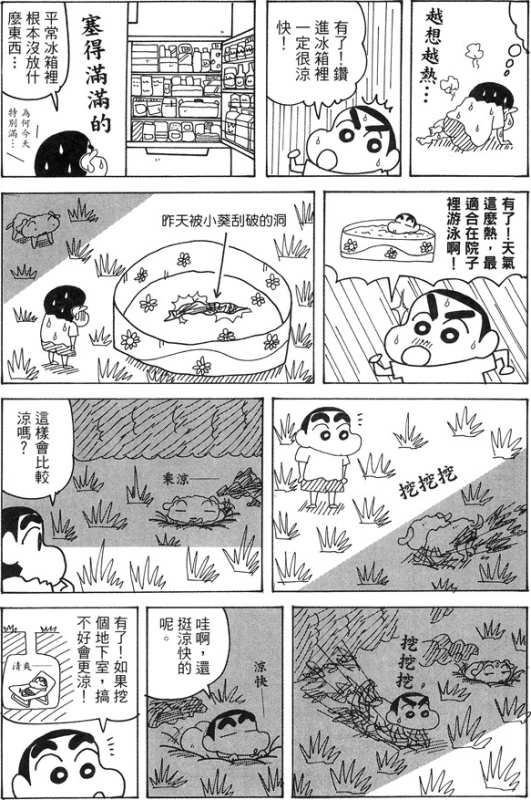 越想越熱…
有了!鑽
進冰箱裡
一定很涼
快!
塞得滿滿的
平常冰箱裡
根本沒放什
麼東西…
為何今天
特別滿…
有了!天氣
這麼熱,最
適合在院子
裡游泳啊!
昨天被小葵刮破的洞
挖挖挖
乘涼
這樣會比較
涼嗎?
挖挖挖
涼快
哇啊,還
挺涼快的
呢。
有了!如果挖
個地下室,搞
不好會更涼!
清爽